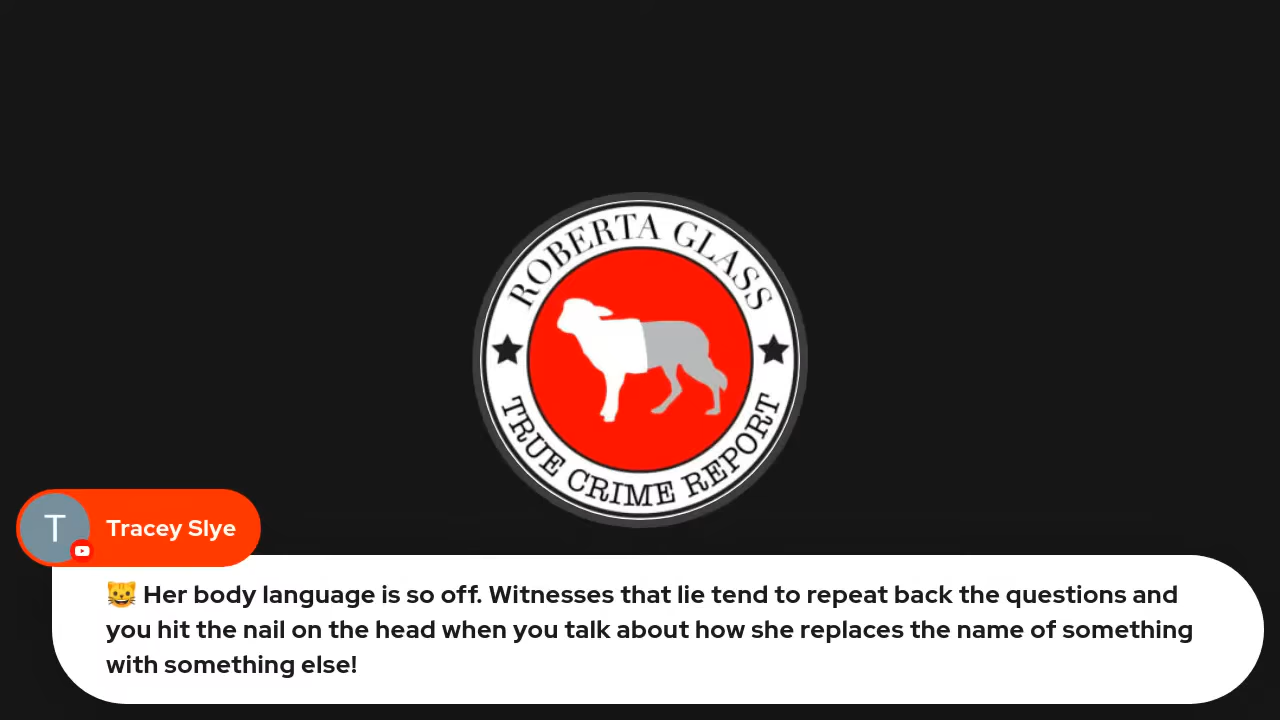 ROBERTA GLASS
TRUE CRIME REPORT
T
Tracey Slye
😺 Her body language is so off. Witnesses that lie tend to repeat back the questions and
you hit the nail on the head when you talk about how she replaces the name of something
with something else!